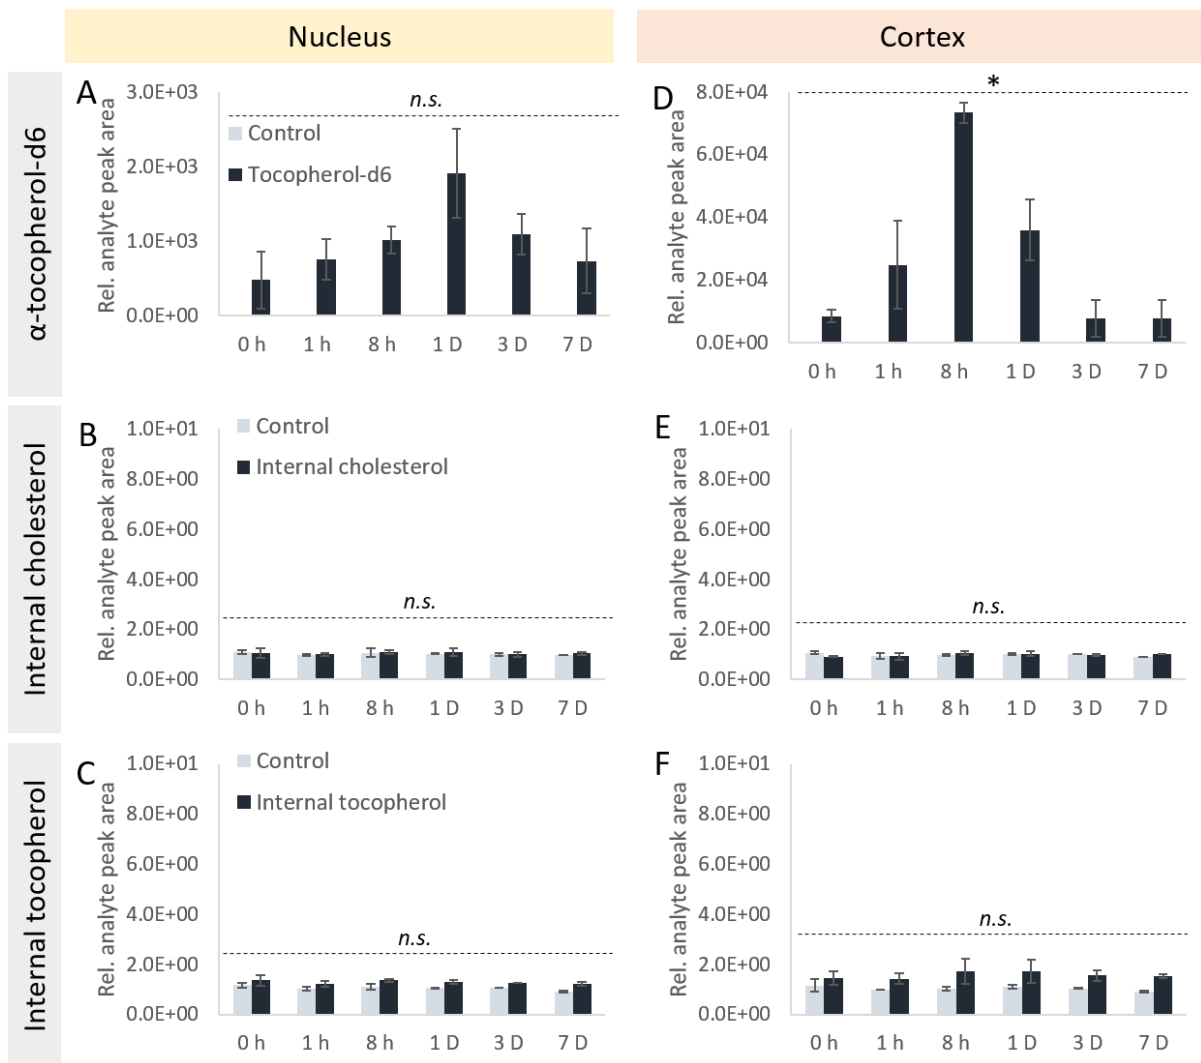 Nucleus
Cortex
α-tocopherol-d6
A
Rel. analyte peak area
3.0E+03
2.0E+03
1.0E+03
0.0E+00
n.s.
Control
Tocopherol-d6
0 h 1 h 8 h 1 D 3 D 7 D
D
Rel. analyte peak area
8.0E+04
6.0E+04
4.0E+04
2.0E+04
0.0E+00
*
0 h 1 h 8 h 1 D 3 D 7 D
Internal cholesterol
B
Rel. analyte peak area
1.0E+01
8.0E+00
6.0E+00
4.0E+00
2.0E+00
0.0E+00
Control
Internal cholesterol
n.s.
0 h 1 h 8 h 1 D 3 D 7 D
E
Rel. analyte peak area
1.0E+01
8.0E+00
6.0E+00
4.0E+00
2.0E+00
0.0E+00
n.s.
0 h 1 h 8 h 1 D 3 D 7 D
Internal tocopherol
C
Rel. analyte peak area
1.0E+01
8.0E+00
6.0E+00
4.0E+00
2.0E+00
0.0E+00
Control
Internal tocopherol
n.s.
0 h 1 h 8 h 1 D 3 D 7 D
F
Rel. analyte peak area
1.0E+01
8.0E+00
6.0E+00
4.0E+00
2.0E+00
0.0E+00
n.s.
0 h 1 h 8 h 1 D 3 D 7 D